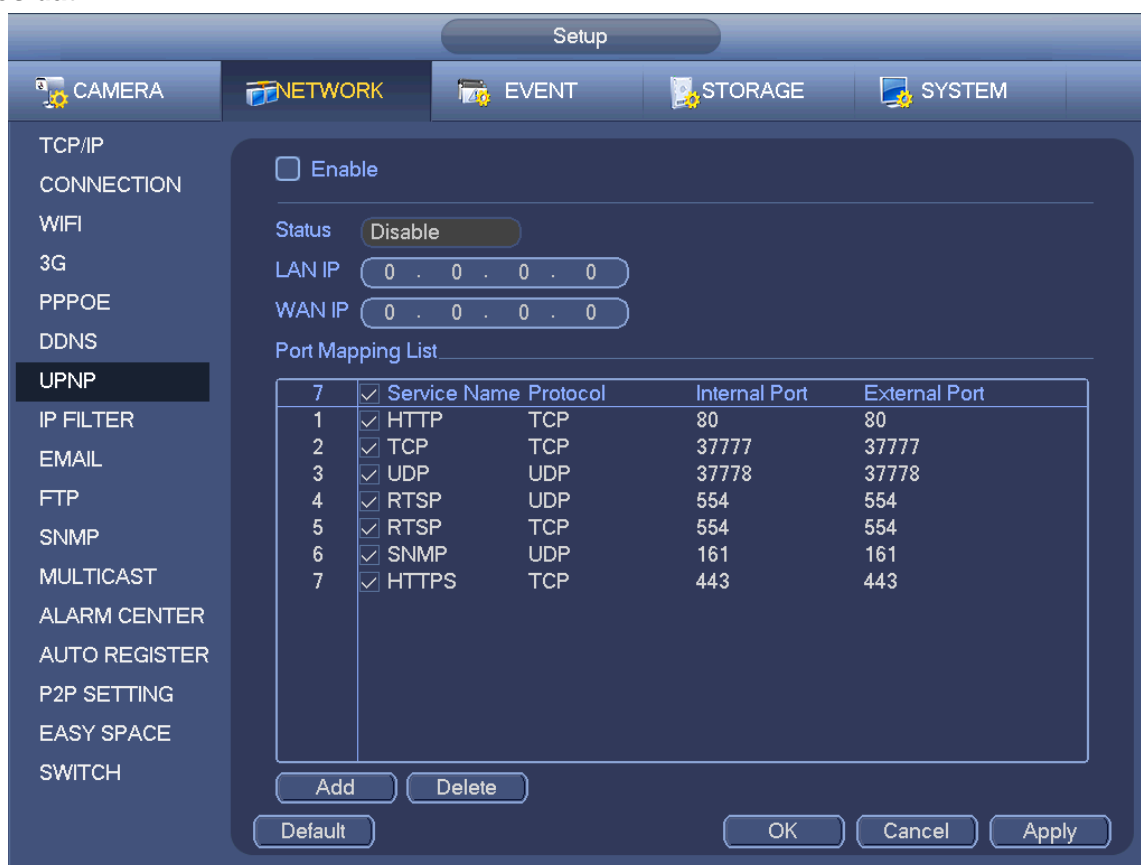 Setup
CAMERA NETWORK EVENT STORAGE SYSTEM
TCP/IP
CONNECTION
WIFI
3G
PPPOE
DDNS
UPNP
IP FILTER
EMAIL
FTP
SNMP
MULTICAST
ALARM CENTER
AUTO REGISTER
P2P SETTING
EASY SPACE
SWITCH
Enable
Status Disable
LAN IP 0 . 0 . 0 . 0
WAN IP 0 . 0 . 0 . 0
Port Mapping List
7 Service Name Protocol Internal Port External Port
1 HTTP TCP 80 80
2 TCP TCP 37777 37777
3 UDP UDP 37778 37778
4 RTSP UDP 554 554
5 RTSP TCP 554 554
6 SNMP UDP 161 161
7 HTTPS TCP 443 443
Add Delete
Default OK Cancel Apply